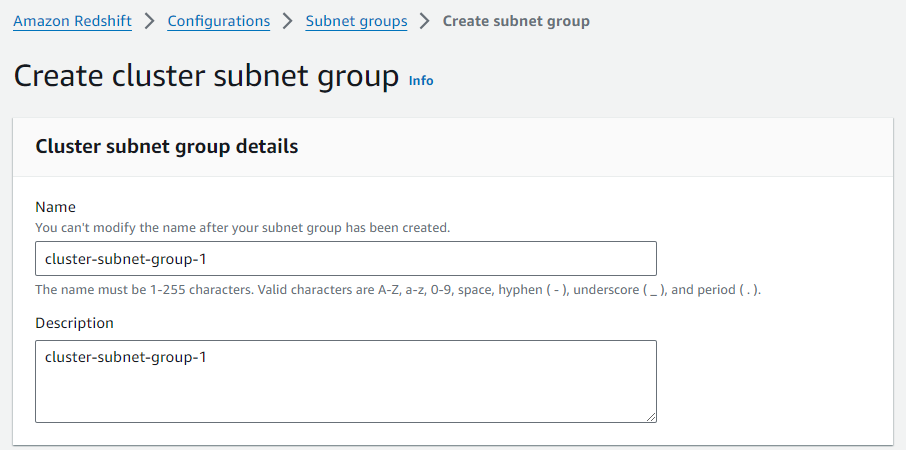 Amazon Redshift > Configurations > Subnet groups > Create subnet group
Create cluster subnet group Info
Cluster subnet group details
Name
You can't modify the name after your subnet group has been created.
cluster-subnet-group-1
The name must be 1-255 characters. Valid characters are A-Z, a-z, 0-9, space, hyphen ( - ), underscore ( _ ), and period ( . ).
Description
cluster-subnet-group-1